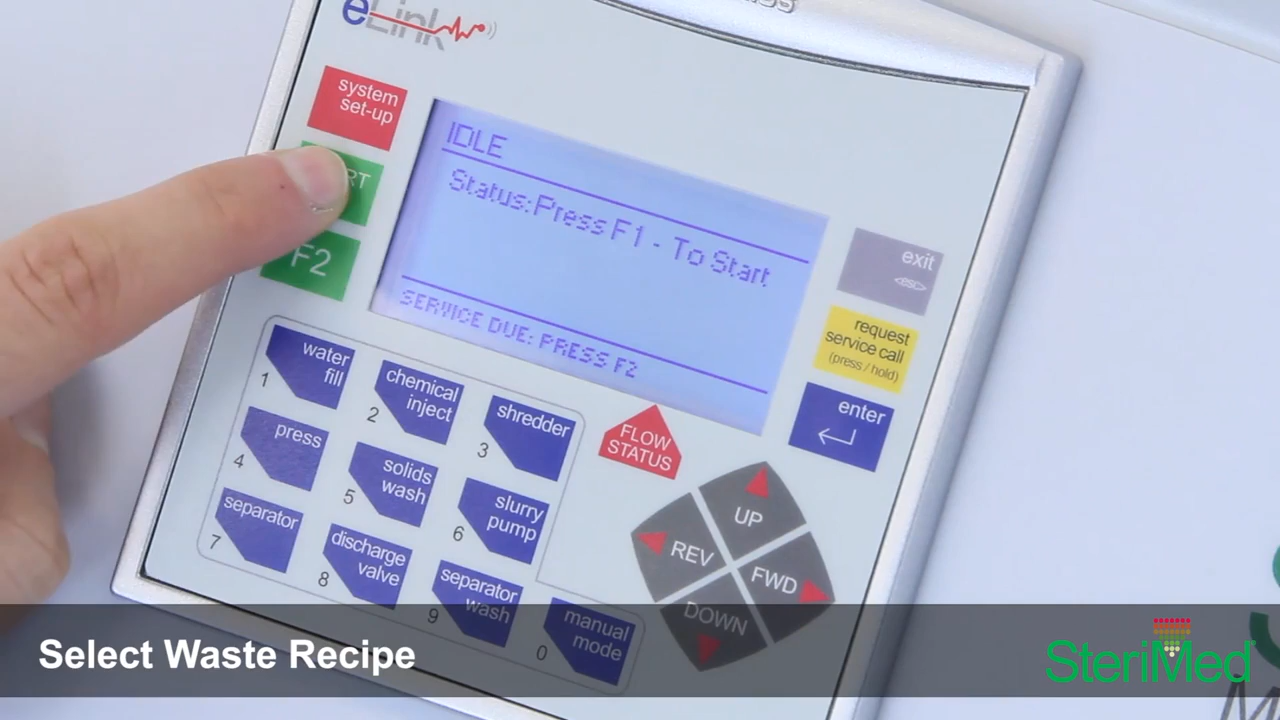 eLink
system
set-up
RT
F2
IDLE
Status:Press F1 - To Start
SERVICE DUE: PRESS F2
exit
<esc>
request
service call
(press / hold)
enter
FLOW
STATUS
UP
REV
FWD
DOWN
1
water
fill
2
chemical
inject
3
shredder
4
press
5
solids
wash
6
slurry
pump
7
separator
8
discharge
valve
9
separator
wash
0
manual
mode
Select Waste Recipe
SteriMed